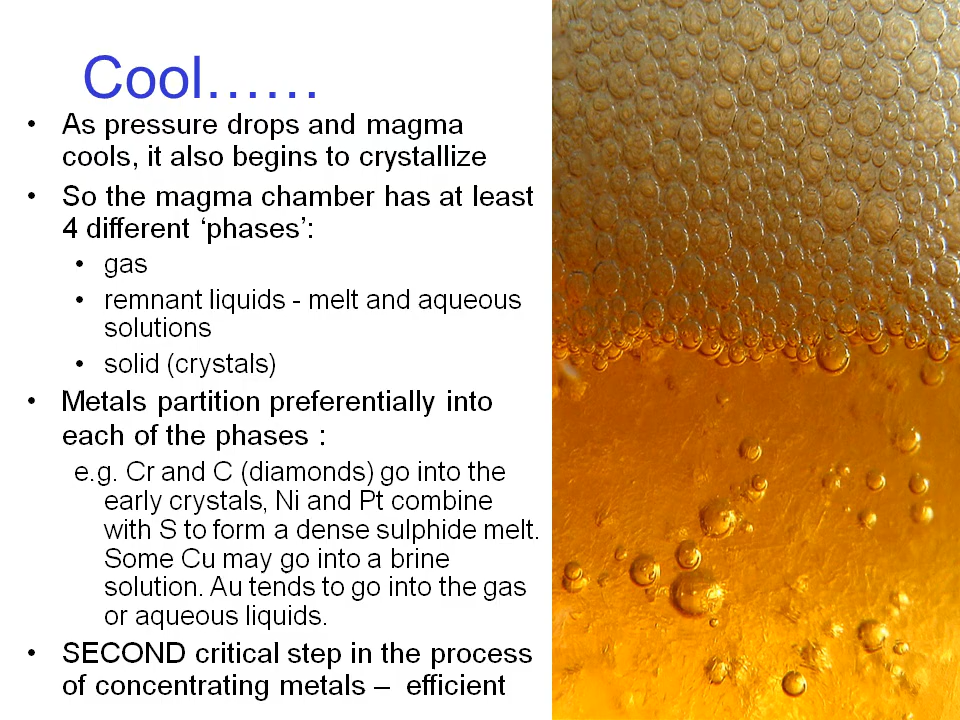 Cool……
• As pressure drops and magma
cools, it also begins to crystallize
• So the magma chamber has at least
4 different ‘phases’:
• gas
• remnant liquids - melt and aqueous
solutions
• solid (crystals)
• Metals partition preferentially into
each of the phases :
e.g. Cr and C (diamonds) go into the
early crystals, Ni and Pt combine
with S to form a dense sulphide melt.
Some Cu may go into a brine
solution. Au tends to go into the gas
or aqueous liquids.
• SECOND critical step in the process
of concentrating metals – efficient